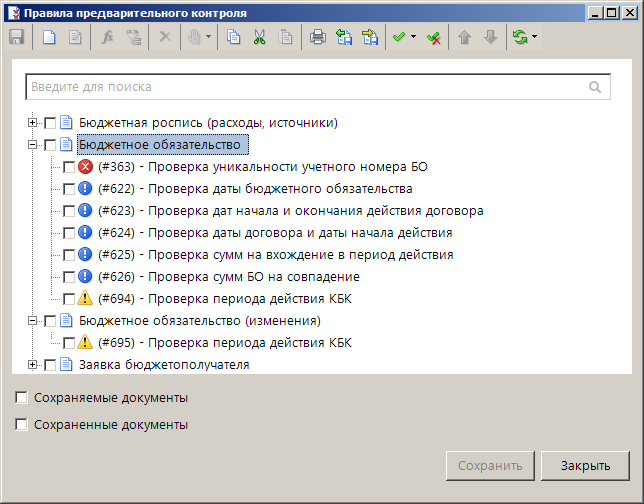 Правила предварительного контроля
fx
Введите для поиска
Бюджетная роспись (расходы, источники)
Бюджетное обязательство
(#363) - Проверка уникальности учетного номера БО
(#622) - Проверка даты бюджетного обязательства
(#623) - Проверка дат начала и окончания действия договора
(#624) - Проверка даты договора и даты начала действия
(#625) - Проверка сумм на вхождение в период действия
(#626) - Проверка сумм БО на совпадение
(#694) - Проверка периода действия КБК
Бюджетное обязательство (изменения)
(#695) - Проверка периода действия КБК
Заявка бюджетополучателя
Сохраняемые документы
Сохраненные документы
Сохранить
Закрыть